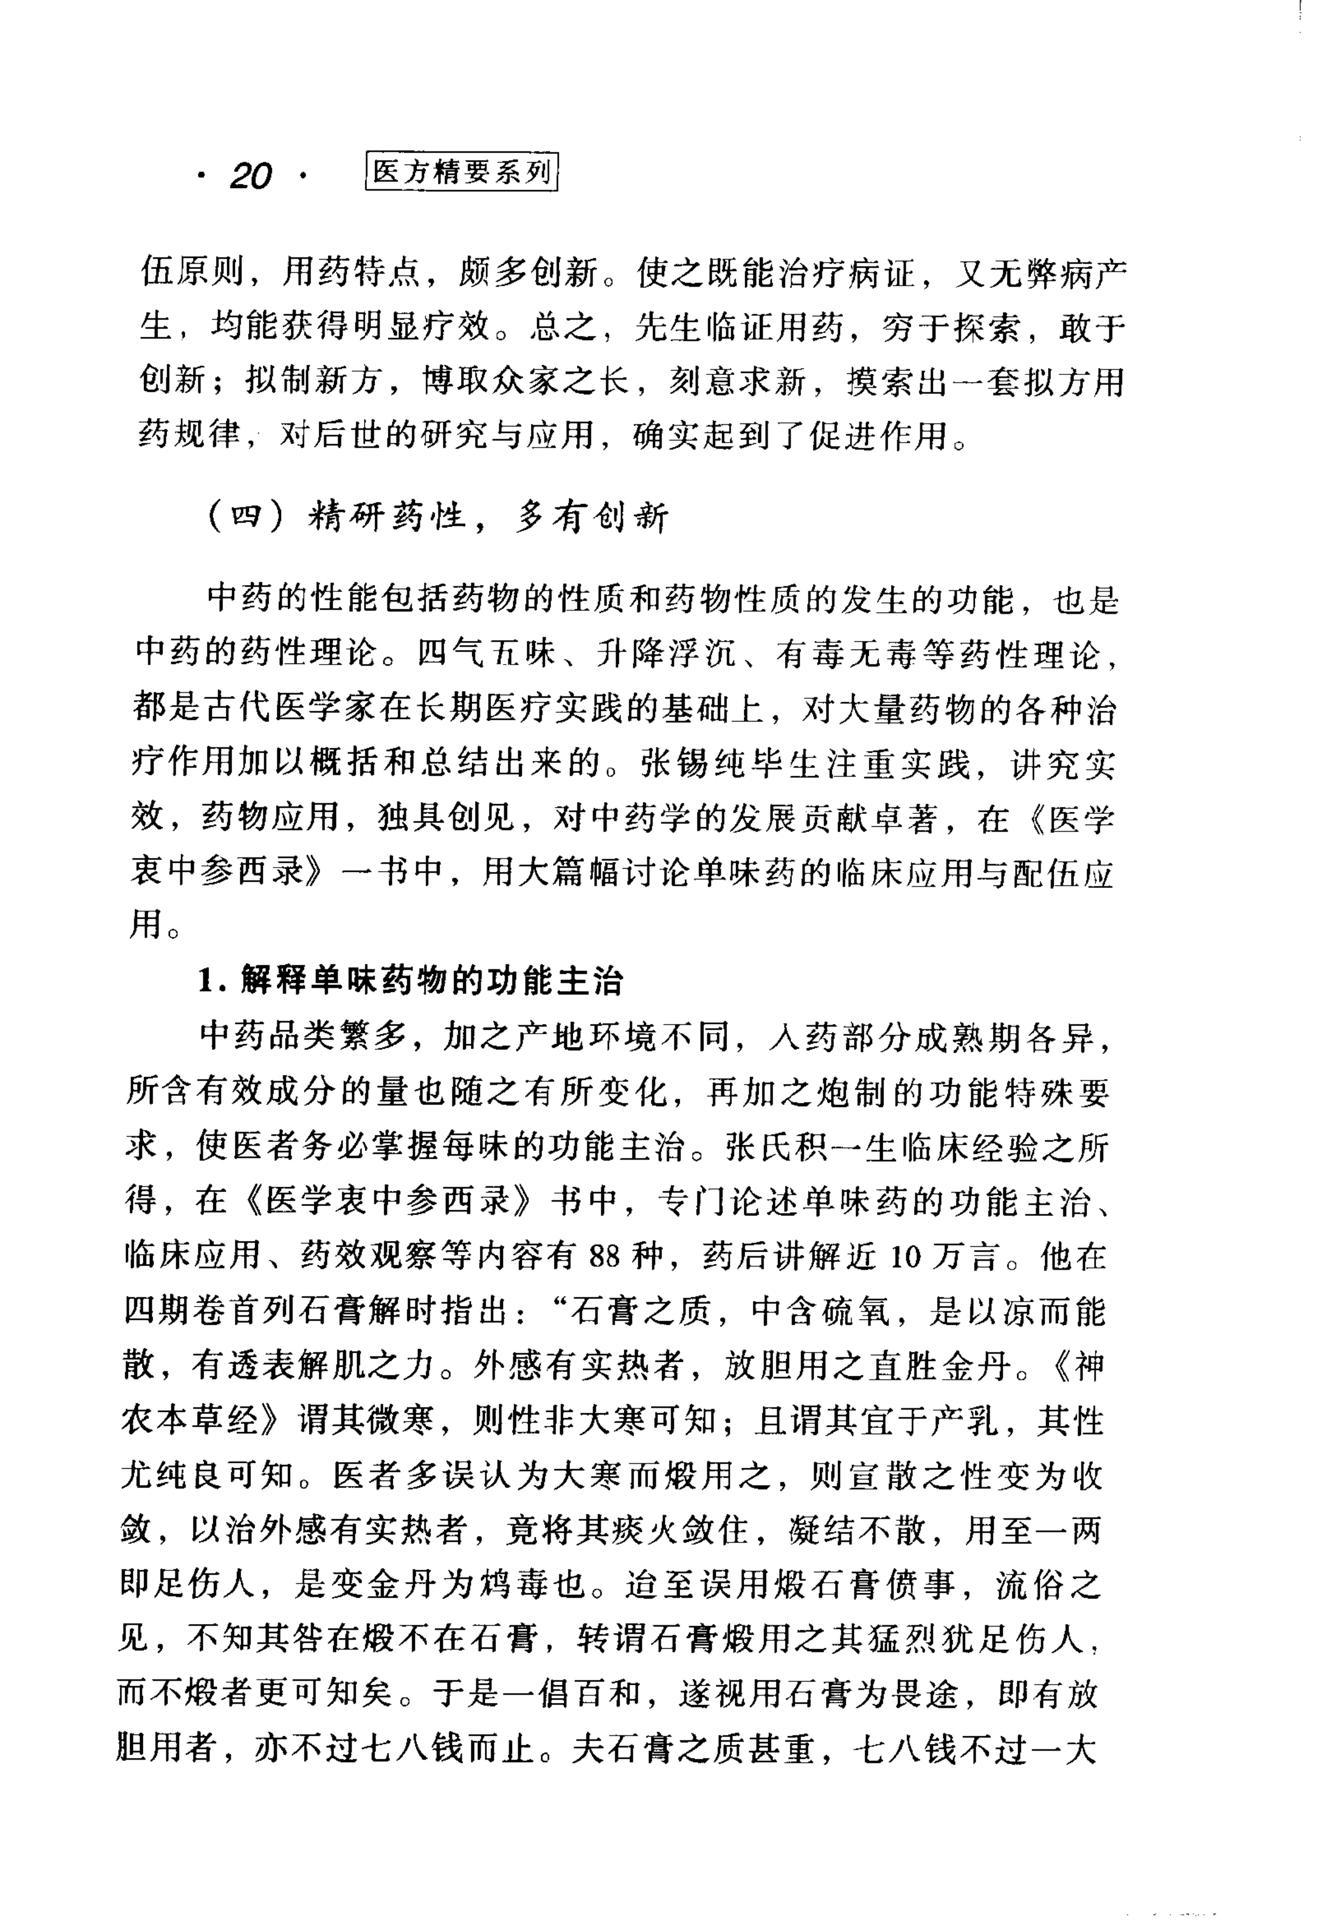 · 20 · 医方精要系列
伍原则，用药特点，颇多创新。使之既能治疗病证，又无弊病产
生，均能获得明显疗效。总之，先生临证用药，穷于探索，敢于
创新；拟制新方，博取众家之长，刻意求新，摸索出一套拟方用
药规律，对后世的研究与应用，确实起到了促进作用。
（四）精研药性，多有创新
中药的性能包括药物的性质和药物性质的发生的功能，也是
中药的药性理论。四气五味、升降浮沉、有毒无毒等药性理论，
都是古代医学家在长期医疗实践的基础上，对大量药物的各种治
疗作用加以概括和总结出来的。张锡纯毕生注重实践，讲究实
效，药物应用，独具创见，对中药学的发展贡献卓著，在《医学
衷中参西录》一书中，用大篇幅讨论单味药的临床应用与配伍应
用。
1. 解释单味药物的功能主治
中药品类繁多，加之产地环境不同，入药部分成熟期各异，
所含有效成分的量也随之有所变化，再加之炮制的功能特殊要
求，使医者务必掌握每味的功能主治。张氏积一生临床经验之所
得，在《医学衷中参西录》书中，专门论述单味药的功能主治、
临床应用、药效观察等内容有 88 种，药后讲解近 10 万言。他在
四期卷首列石膏解时指出：“石膏之质，中含硫氧，是以凉而能
散，有透表解肌之力。外感有实热者，放胆用之直胜金丹。《神
农本草经》谓其微寒，则性非大寒可知；且谓其宜于产乳，其性
尤纯良可知。医者多误认为大寒而煅用之，则宣散之性变为收
敛，以治外感有实热者，竟将其痰火敛住，凝结不散，用至一两
即足伤人，是变金丹为鸩毒也。迨至误用煅石膏偾事，流俗之
见，不知其咎在煅不在石膏，转谓石膏煅用之其猛烈犹足伤人，
而不煅者更可知矣。于是一倡百和，遂视用石膏为畏途，即有放
胆用者，亦不过七八钱而止。夫石膏之质甚重，七八钱不过一大